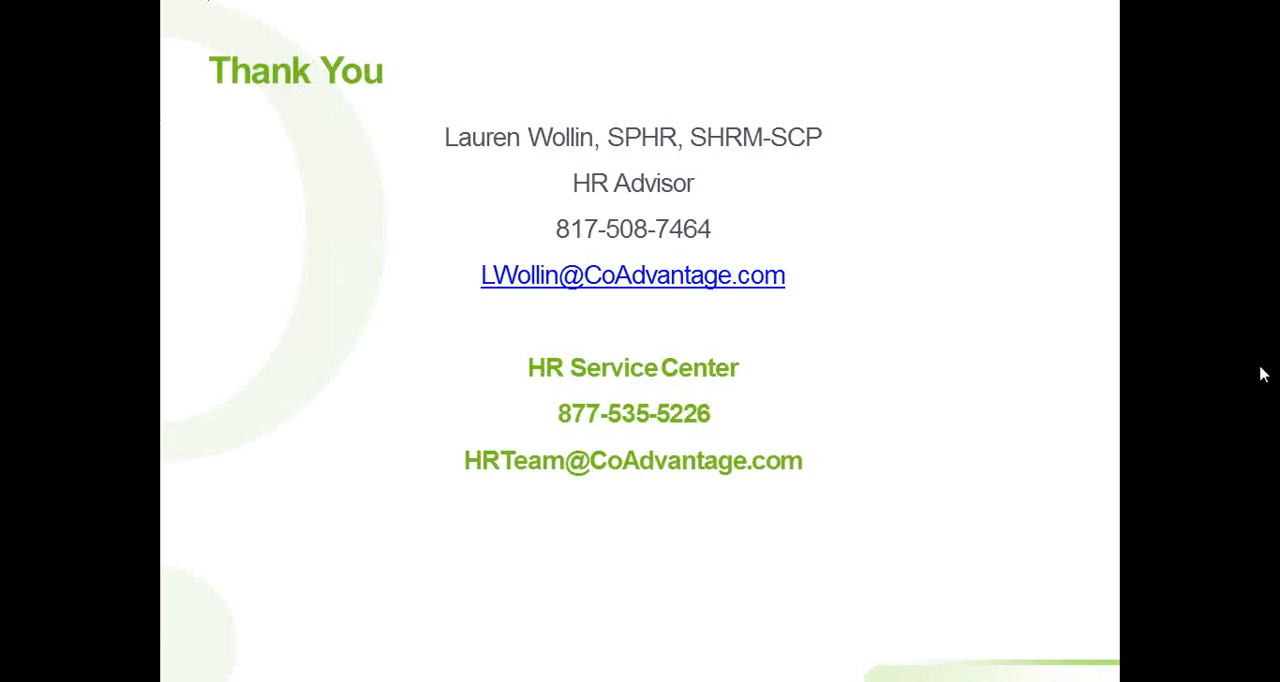 Thank You
Lauren Wollin, SPHR, SHRM-SCP
HR Advisor
817-508-7464
LWollin@CoAdvantage.com
HR Service Center
877-535-5226
HRTeam@CoAdvantage.com